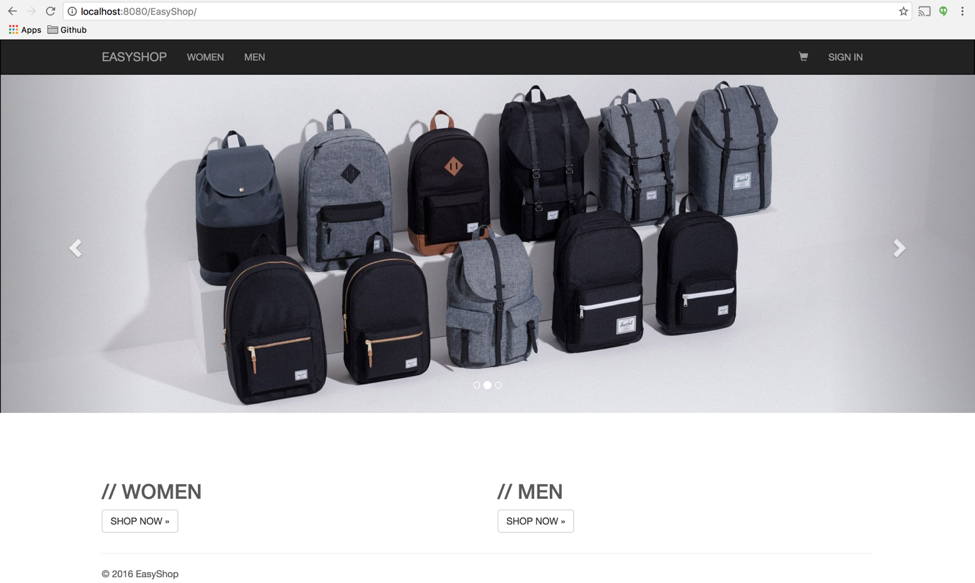 localhost:8080/EasyShop/
Apps Github
EASYSHOP WOMEN MEN SIGN IN
// WOMEN // MEN
SHOP NOW » SHOP NOW »
© 2016 EasyShop